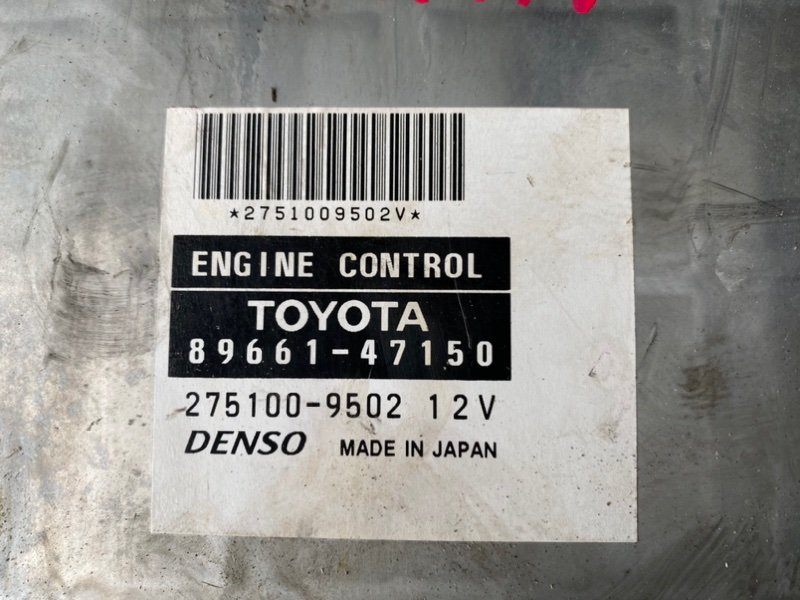 *2751009502V*
ENGINE CONTROL
TOYOTA
89661-47150
275100-9502 12V
DENSO MADE IN JAPAN